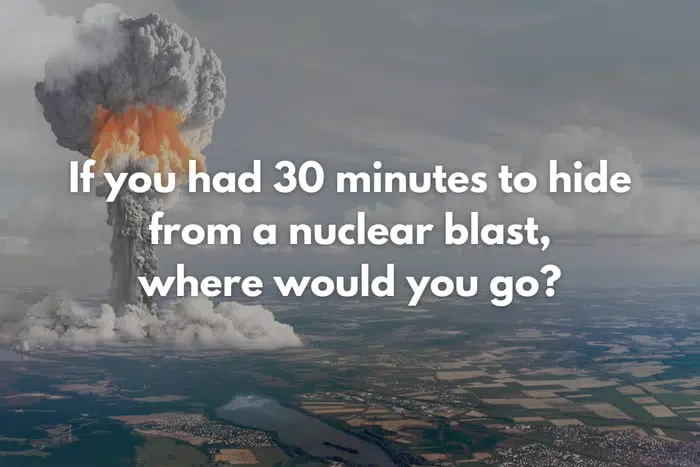 If you had 30 minutes to hide
from a nuclear blast,
where would you go?